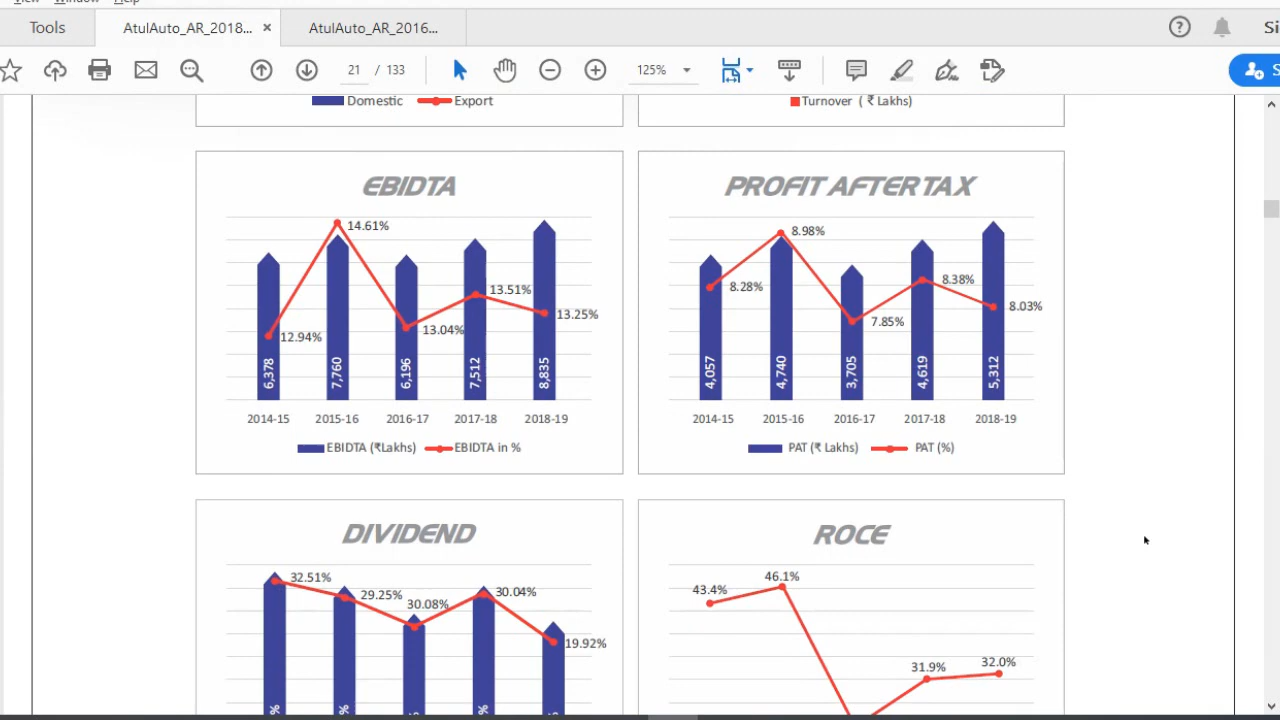 View Window Help
Tools
AtulAuto_AR_2018... ×
AtulAuto_AR_2016...
?
21 / 133
125%
Domestic Export
Turnover ( ₹ Lakhs)
EBIDTA
14.61%
13.51%
13.25%
12.94%
13.04%
6,378
7,760
6,196
7,512
8,835
2014-15 2015-16 2016-17 2017-18 2018-19
EBIDTA (₹Lakhs) EBIDTA in %
PROFIT AFTER TAX
8.98%
8.28%
8.38%
8.03%
7.85%
4,057
4,740
3,705
4,619
5,312
2014-15 2015-16 2016-17 2017-18 2018-19
PAT (₹ Lakhs) PAT (%)
DIVIDEND
32.51%
29.25%
30.08%
30.04%
19.92%
% % %
ROCE
43.4%
46.1%
31.9%
32.0%